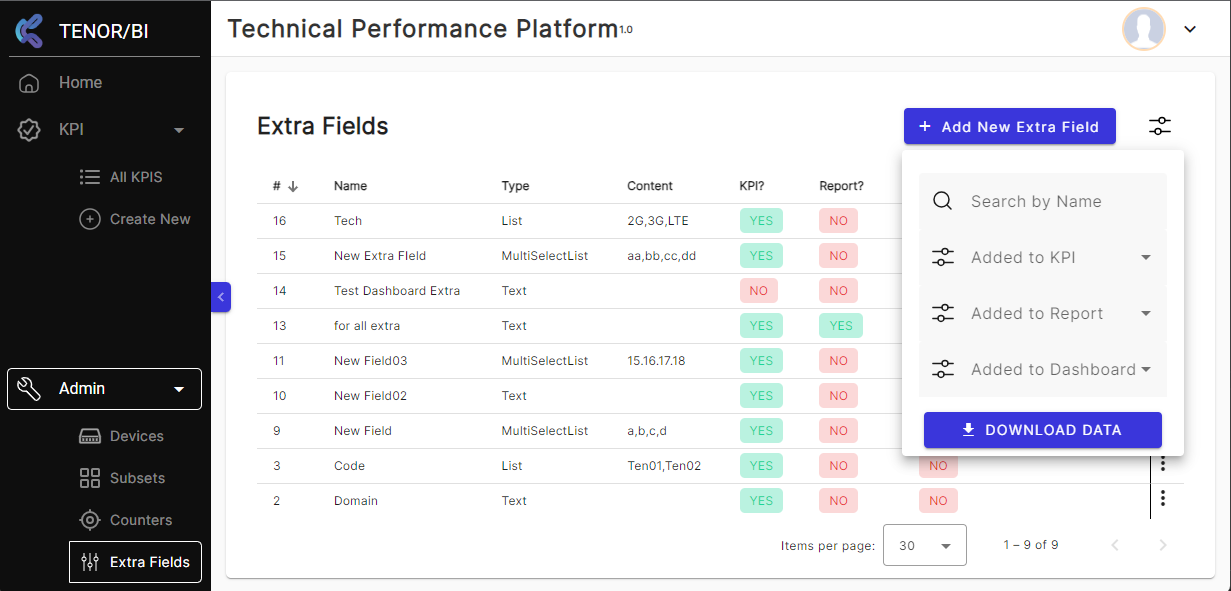 TENOR/BI
Technical Performance Platform 1.0
Home
KPI
All KPIS
Create New
Admin
Devices
Subsets
Counters
Extra Fields
Extra Fields
+ Add New Extra Field
# Name Type Content KPI? Report?
16 Tech List 2G,3G,LTE YES NO
15 New Extra FIeld MultiSelectList aa,bb,cc,dd YES NO
14 Test Dashboard Extra Text NO NO
13 for all extra Text YES YES
11 New Field03 MultiSelectList 15.16.17.18 YES NO
10 New Field02 Text YES NO
9 New Field MultiSelectList a,b,c,d YES NO
3 Code List Ten01,Ten02 YES NO NO
2 Domain Text YES NO NO
Search by Name
Added to KPI
Added to Report
Added to Dashboard
DOWNLOAD DATA
Items per page: 30 1 – 9 of 9